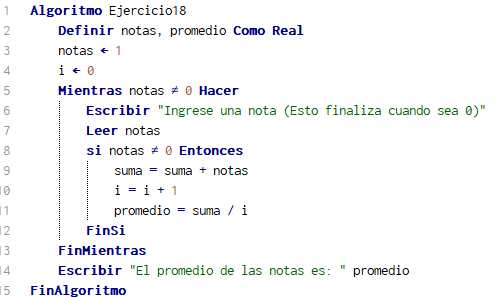 1 Algoritmo Ejercicio18
2 Definir notas, promedio Como Real
3 notas ← 1
4 i ← 0
5 Mientras notas ≠ 0 Hacer
6 Escribir "Ingrese una nota (Esto finaliza cuando sea 0)"
7 Leer notas
8 si notas ≠ 0 Entonces
9 suma = suma + notas
10 i = i + 1
11 promedio = suma / i
12 FinSi
13 FinMientras
14 Escribir "El promedio de las notas es: " promedio
15 FinAlgoritmo